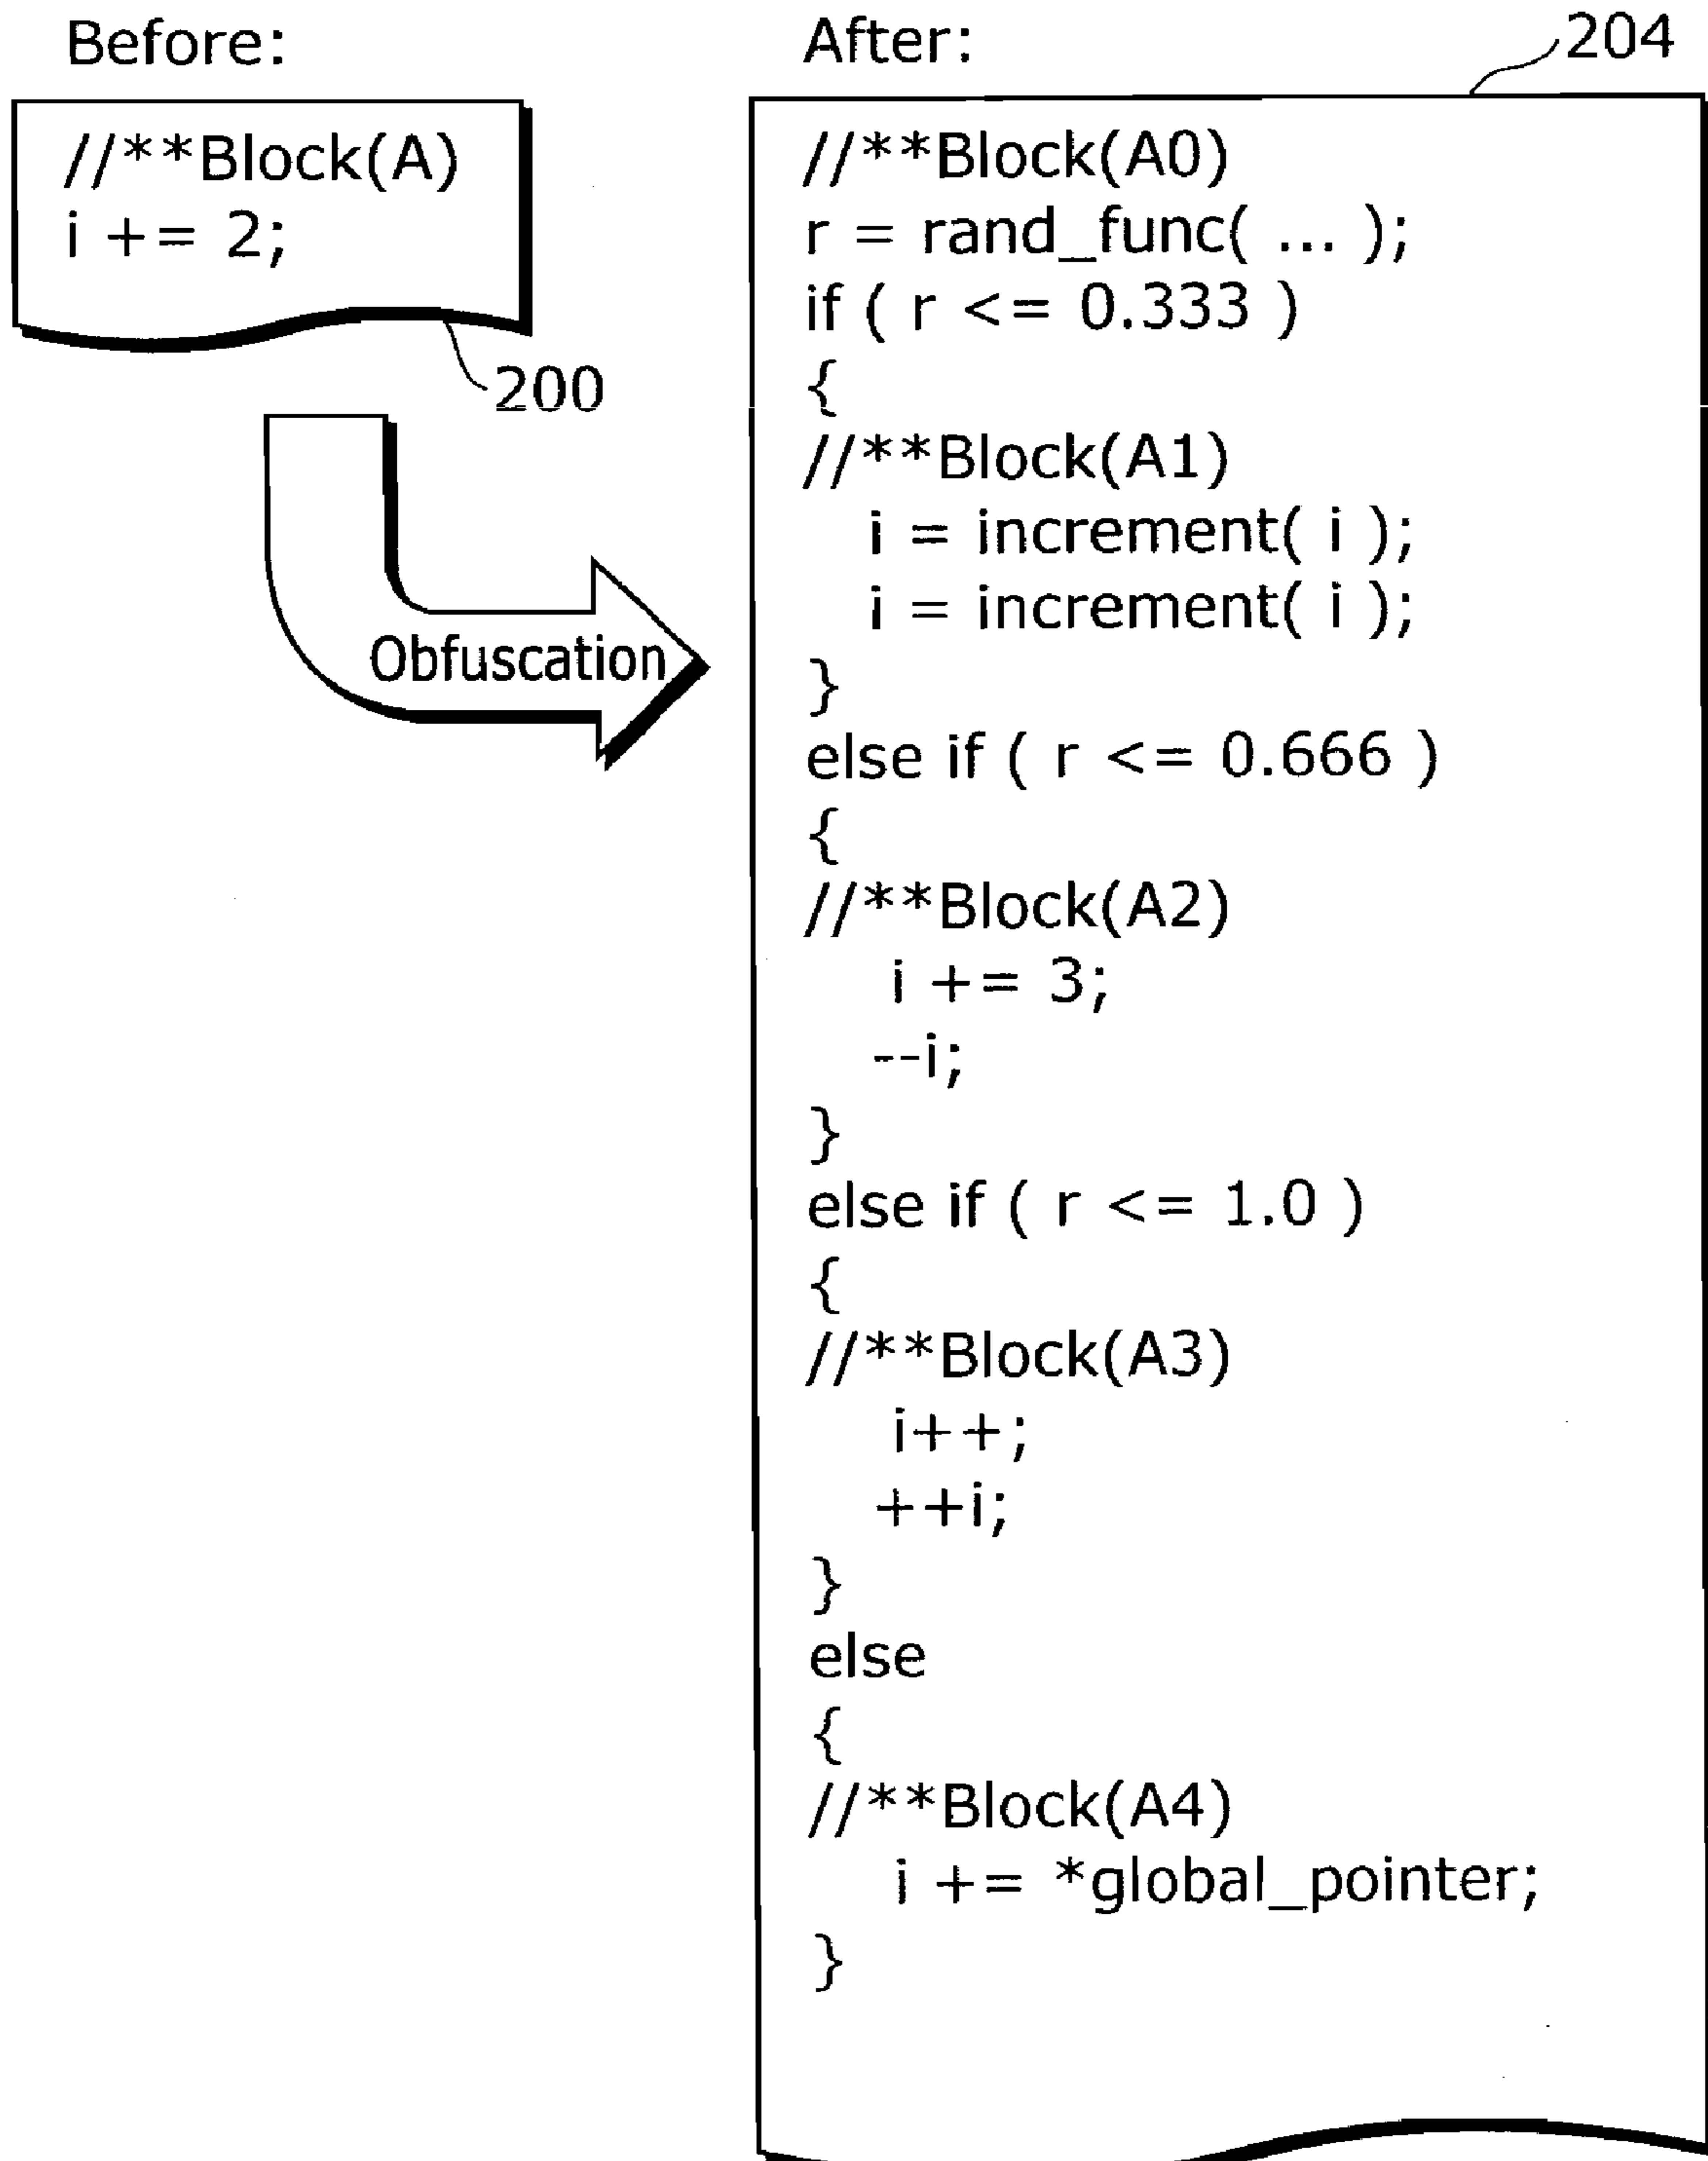 Before:
//**Block(A)
i += 2;
200
Obfuscation
After:
204
//**Block(A0)
r = rand_func( ... );
if ( r <= 0.333 )
{
//**Block(A1)
i = increment( i );
i = increment( i );
}
else if ( r <= 0.666 )
{
//**Block(A2)
i += 3;
--i;
}
else if ( r <= 1.0 )
{
//**Block(A3)
i++;
++i;
}
else
{
//**Block(A4)
i += *global_pointer;
}